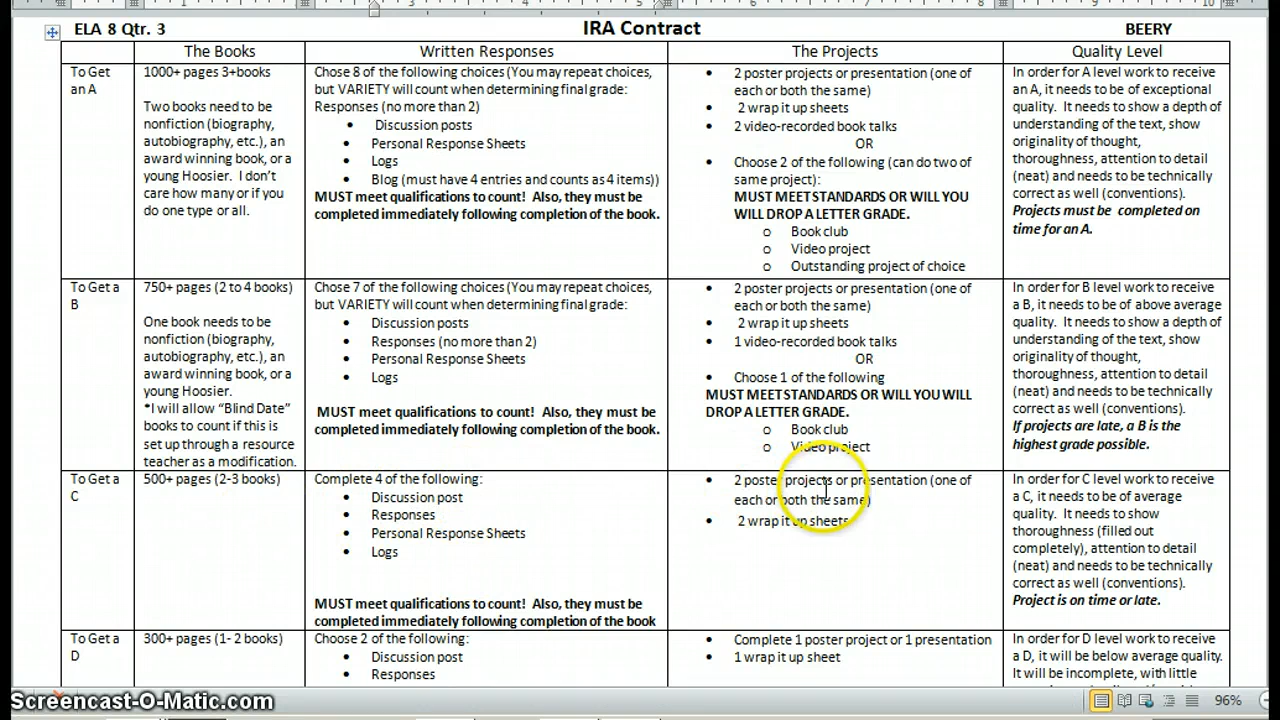 ELA 8 Qtr. 3 IRA Contract BEERY
The Books Written Responses The Projects Quality Level
To Get
an A
1000+ pages 3+books
Two books need to be
nonfiction (biography,
autobiography, etc.), an
award winning book, or a
young Hoosier. I don't
care how many or if you
do one type or all.
Chose 8 of the following choices (You may repeat choices,
but VARIETY will count when determining final grade:
Responses (no more than 2)
• Discussion posts
• Personal Response Sheets
• Logs
• Blog (must have 4 entries and counts as 4 items))
MUST meet qualifications to count! Also, they must be
completed immediately following completion of the book.
• 2 poster projects or presentation (one of
each or both the same)
• 2 wrap it up sheets
• 2 video-recorded book talks
OR
• Choose 2 of the following (can do two of
same project):
MUST MEET STANDARDS OR WILL YOU
WILL DROP A LETTER GRADE.
o Book club
o Video project
o Outstanding project of choice
In order for A level work to receive
an A, it needs to be of exceptional
quality. It needs to show a depth of
understanding of the text, show
originality of thought,
thoroughness, attention to detail
(neat) and needs to be technically
correct as well (conventions).
Projects must be completed on
time for an A.
To Get a
B
750+ pages (2 to 4 books)
One book needs to be
nonfiction (biography,
autobiography, etc.), an
award winning book, or a
young Hoosier.
*I will allow "Blind Date"
books to count if this is
set up through a resource
teacher as a modification.
Chose 7 of the following choices (You may repeat choices,
but VARIETY will count when determining final grade:
• Discussion posts
• Responses (no more than 2)
• Personal Response Sheets
• Logs
MUST meet qualifications to count! Also, they must be
completed immediately following completion of the book.
• 2 poster projects or presentation (one of
each or both the same)
• 2 wrap it up sheets
• 1 video-recorded book talks
OR
• Choose 1 of the following
MUST MEET STANDARDS OR WILL YOU WILL
DROP A LETTER GRADE.
o Book club
o Video project
In order for B level work to receive
a B, it needs to be of above average
quality. It needs to show a depth of
understanding of the text, show
originality of thought,
thoroughness, attention to detail
(neat) and needs to be technically
correct as well (conventions).
If projects are late, a B is the
highest grade possible.
To Get a
C
500+ pages (2-3 books)
Complete 4 of the following:
• Discussion post
• Responses
• Personal Response Sheets
• Logs
MUST meet qualifications to count! Also, they must be
completed immediately following completion of the book
• 2 poster projects or presentation (one of
each or both the same)
• 2 wrap it up sheets
In order for C level work to receive
a C, it needs to be of average
quality. It needs to show
thoroughness (filled out
completely), attention to detail
(neat) and needs to be technically
correct as well (conventions).
Project is on time or late.
To Get a
D
300+ pages (1- 2 books)
Choose 2 of the following:
• Discussion post
• Responses
• Complete 1 poster project or 1 presentation
• 1 wrap it up sheet
In order for D level work to receive
a D, it will be below average quality.
It will be incomplete, with little
Screencast-O-Matic.com
96%